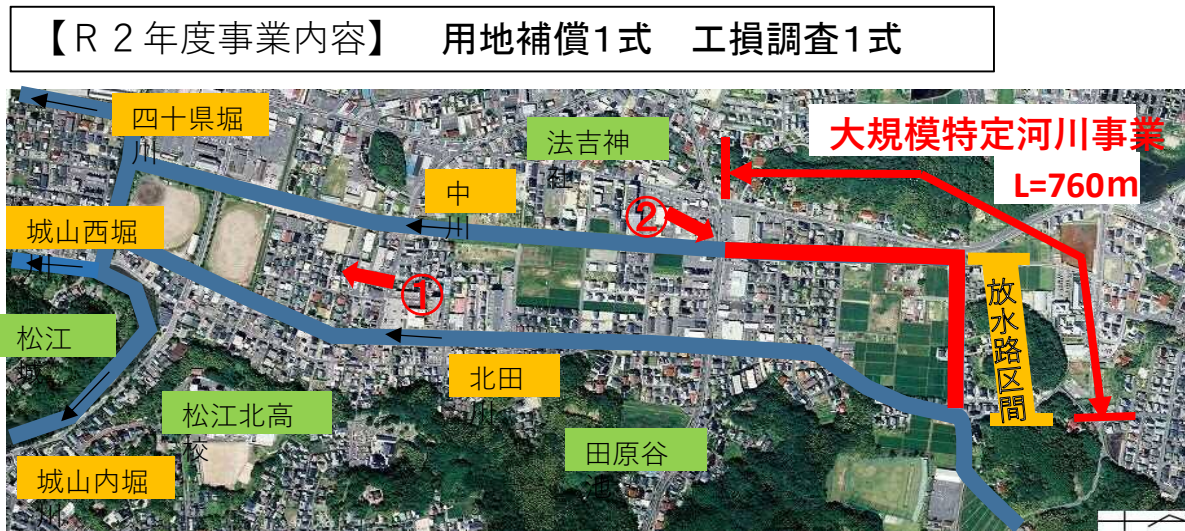 【R2年度事業内容】　用地補償1式　工損調査1式
四十県堀
川
法吉神
社
大規模特定河川事業
L=760m
中
川
②
城山西堀
川
①
放水路区間
松江
城
北田
川
松江北高
校
田原谷
城山内堀
川